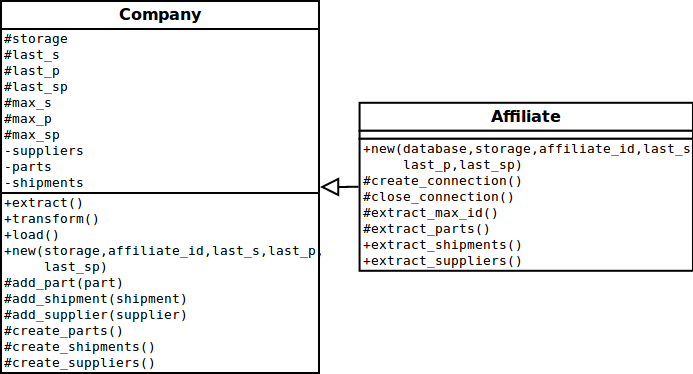 Company
#storage
#last_s
#last_p
#last_sp
#max_s
#max_p
#max_sp
-suppliers
-parts
-shipments
+extract()
+transform()
+load()
+new(storage,affiliate_id,last_s,last_p,
last_sp)
#add_part(part)
#add_shipment(shipment)
#add_supplier(supplier)
#create_parts()
#create_shipments()
#create_suppliers()
Affiliate
+new(database,storage,affiliate_id,last_s
last_p,last_sp)
#create_connection()
#close_connection()
#extract_max_id()
#extract_parts()
+extract_shipments()
+extract_suppliers()